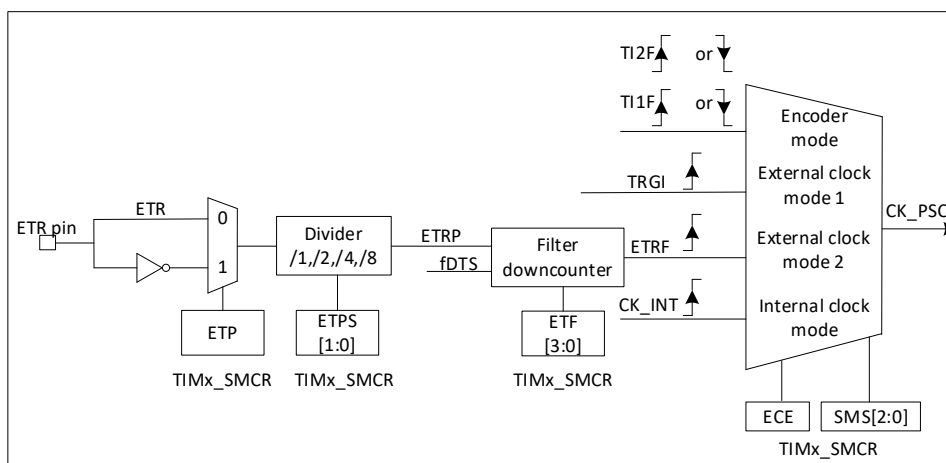 TI2F or
TI1F or
Encoder
mode
TRGI
External clock
mode 1
CK_PSC
ETR pin
ETR
0
1
Divider
/1,/2,/4,/8
ETRP
fDTS
Filter
downcounter
ETRF
External clock
mode 2
CK_INT
Internal clock
mode
ETP
ETPS
[1:0]
ETF
[3:0]
TIMx_SMCR
TIMx_SMCR
TIMx_SMCR
ECE
SMS[2:0]
TIMx_SMCR